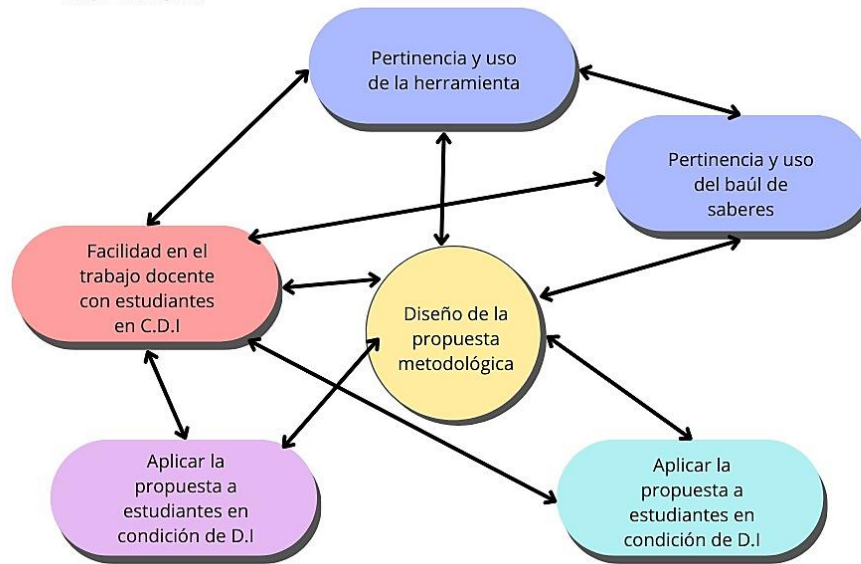 Pertinencia y uso
de la herramienta
Pertinencia y uso
del baúl de
saberes
Facilidad en el
trabajo docente
con estudiantes
en C.D.I
Diseño de la
propuesta
metodológica
Aplicar la
propuesta a
estudiantes en
condición de D.I
Aplicar la
propuesta a
estudiantes en
condición de D.I